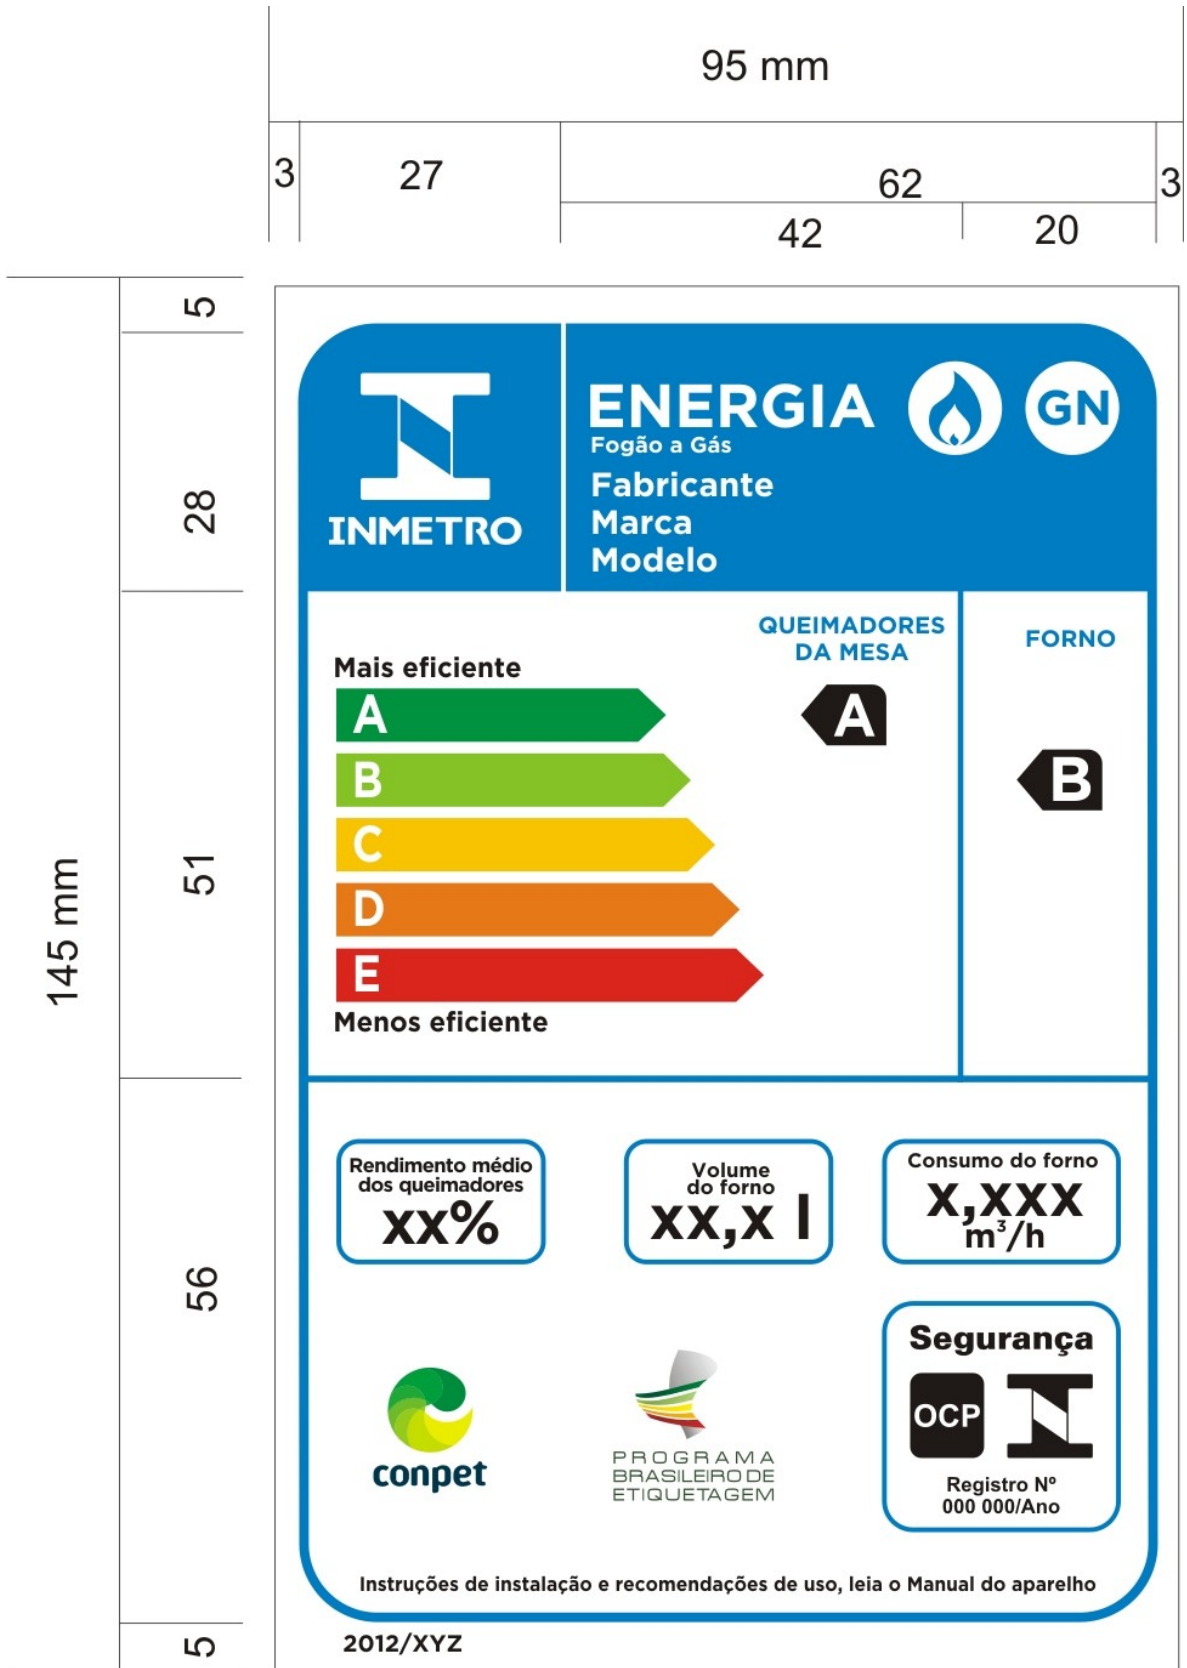 95 mm
3
27
62
3
42
20
5
28
51
145 mm
56
5
INMETRO
ENERGIA
GN
Fogão a Gás
Fabricante
Marca
Modelo
QUEIMADORES
DA MESA
FORNO
Mais eficiente
A
A
B
B
C
D
E
Menos eficiente
Rendimento médio
dos queimadores
xx%
Volume
do forno
xx,x l
Consumo do forno
x,xxx
m³/h
conpet
PROGRAMA
BRASILEIRO DE
ETIQUETAGEM
Segurança
OCP
Registro Nº
000 000/Ano
Instruções de instalação e recomendações de uso, leia o Manual do aparelho
2012/XYZ